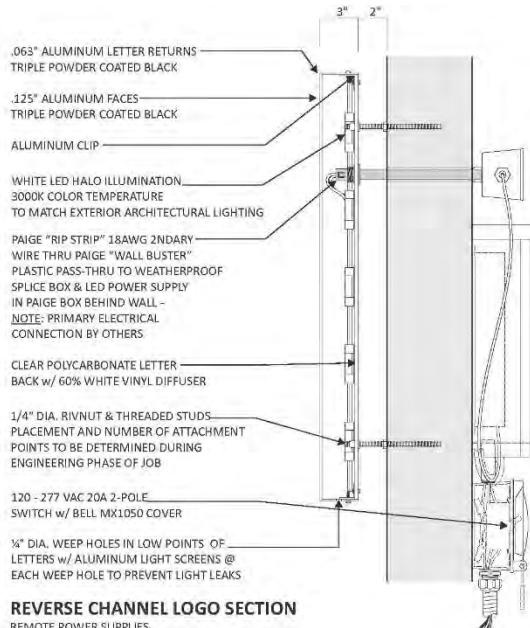 3"
2"
.063" ALUMINUM LETTER RETURNS
TRIPLE POWDER COATED BLACK
.125" ALUMINUM FACES
TRIPLE POWDER COATED BLACK
ALUMINUM CLIP
WHITE LED HALO ILLUMINATION
3000K COLOR TEMPERATURE
TO MATCH EXTERIOR ARCHITECTURAL LIGHTING
PAIGE "RIP STRIP" 18AWG 2NDARY
WIRE THRU PAIGE "WALL BUSTER"
PLASTIC PASS-THRU TO WEATHERPROOF
SPLICE BOX & LED POWER SUPPLY
IN PAIGE BOX BEHIND WALL -
NOTE: PRIMARY ELECTRICAL
CONNECTION BY OTHERS
CLEAR POLYCARBONATE LETTER
BACK w/ 60% WHITE VINYL DIFFUSER
1/4" DIA. RIVNUT & THREADED STUDS
PLACEMENT AND NUMBER OF ATTACHMENT
POINTS TO BE DETERMINED DURING
ENGINEERING PHASE OF JOB
120 - 277 VAC 20A 2-POLE
SWITCH w/ BELL MX1050 COVER
¼" DIA. WEEP HOLES IN LOW POINTS OF
LETTERS w/ ALUMINUM LIGHT SCREENS @
EACH WEEP HOLE TO PREVENT LIGHT LEAKS
REVERSE CHANNEL LOGO SECTION
REMOTE POWER SUPPLIES